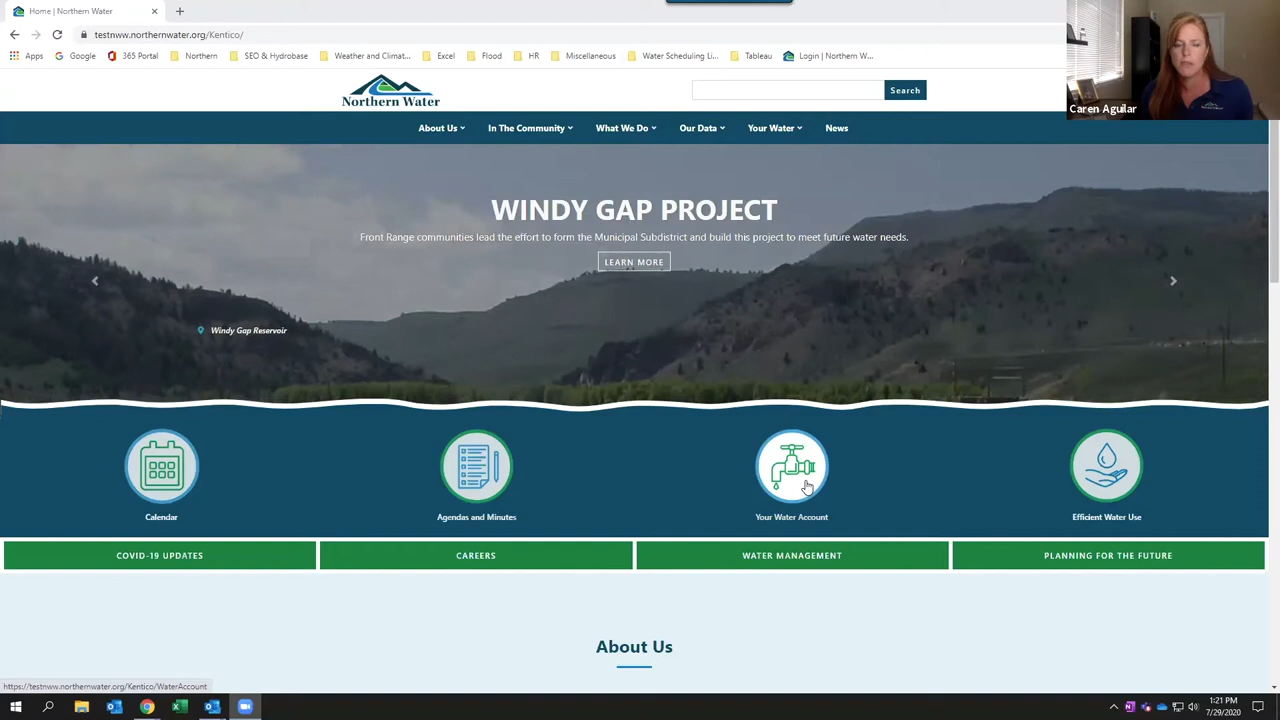 Home | Northern Water
testnww.northernwater.org/Kentico/
Apps Google 365 Portal Northern SEO & Hydrobase Weather and Climat... Excel Flood HR Miscellaneous Water Scheduling Li... Tableau Login | Northern W...
Caren Aguilar
Northern Water
Search
About Us In The Community What We Do Our Data Your Water News
WINDY GAP PROJECT
Front Range communities lead the effort to form the Municipal Subdistrict and build this project to meet future water needs.
LEARN MORE
Windy Gap Reservoir
Calendar Agendas and Minutes Your Water Account Efficient Water Use
COVID-19 UPDATES CAREERS WATER MANAGEMENT PLANNING FOR THE FUTURE
About Us
https://testnww.northernwater.org/Kentico/WaterAccount
1:21 PM
7/29/2020